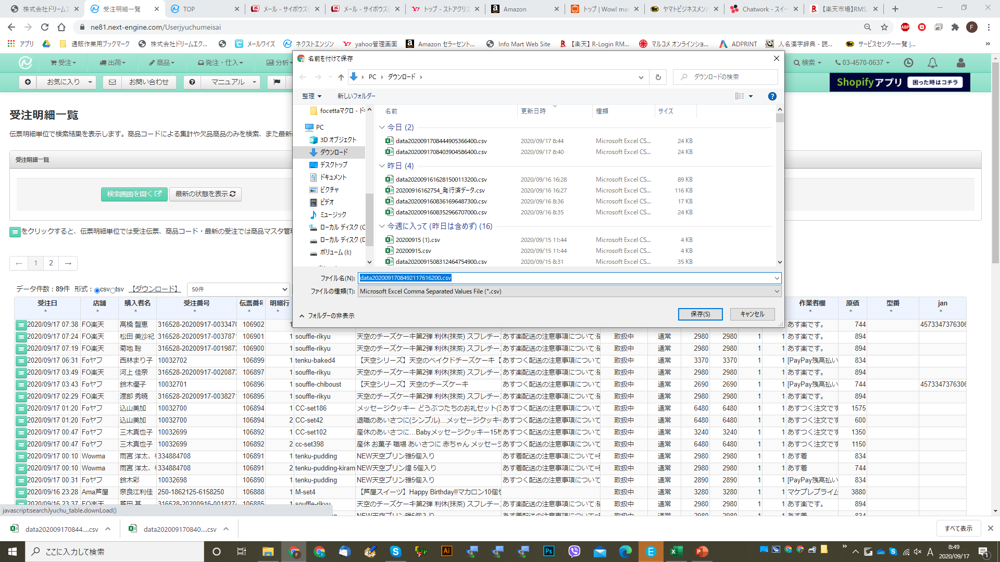 株式会社ドリームエ
受注明細一覧
TOP
メール - サイボウズ(
メール - サイボウズ(
トップ - ストアクリエ
Amazon
トップ | Wow! mar
ヤマトビジネスメン
Chatwork - スイー
【楽天市場】RMS
ne81.next-engine.com/Userjyuchumeisai
アプリ
通販作業用ブックマーク
株式会社ドリームエク...
メールワイズ
ネクストエンジン
yahoo管理画面
Amazon セラーセント...
Info Mart Web Site
【楽天】R-Login RM...
マルコメ オンラインショ...
ADPRINT
人名漢字辞典 - 読...
サービスセンター一覧 |...
受注
出荷
商品
発注・仕入
分析
検索
03-4570-0637
お気に入り
お問い合わせ
マニュアル
Shopifyアプリ 困った時はコチラ
受注明細一覧
伝票明細単位で検索結果を表示します。商品コードによる集計や欠品商品のみを検索、また最新
受注明細一覧
検索画面を開く
最新の状態を表示
をクリックすると、伝票明細単位では受注伝票、商品コード・最新の受注では商品マスタ管理
← 1 2 →
データ件数：89件 形式： csv tsv 【ダウンロード】 50件
名前を付けて保存
PC › ダウンロード ›
ダウンロードの検索
整理
新しいフォルダー
focettaマクロ - ドキ
PC
3D オブジェクト
ダウンロード
デスクトップ
ドキュメント
ピクチャ
ビデオ
ミュージック
ローカル ディスク (C
ローカル ディスク (D
ボリューム (I:)
名前 更新日時 種類 サイズ
今日 (2)
data2020091708444905366400.csv 2020/09/17 8:44 Microsoft Excel CS... 24 KB
data2020091708403904586400.csv 2020/09/17 8:40 Microsoft Excel CS... 24 KB
昨日 (4)
data2020091616281500113200.csv 2020/09/16 16:28 Microsoft Excel CS... 89 KB
20200916162754_発行済データ.csv 2020/09/16 16:27 Microsoft Excel CS... 116 KB
data2020091608361696487300.csv 2020/09/16 8:36 Microsoft Excel CS... 17 KB
data2020091608352966707000.csv 2020/09/16 8:35 Microsoft Excel CS... 24 KB
今週に入って (昨日は含めず) (16)
20200915 (1).csv 2020/09/15 11:44 Microsoft Excel CS... 4 KB
20200915.csv 2020/09/15 11:44 Microsoft Excel CS... 4 KB
data2020091508312464754900.csv 2020/09/15 8:31 Microsoft Excel CS... 35 KB
ファイル名(N): data2020091708492117616200.csv
ファイルの種類(T): Microsoft Excel Comma Separated Values File (*.csv)
フォルダーの非表示
保存(S)
キャンセル
受注日 店舗 購入者名 受注番号 伝票番号 明細行 作業者欄 原価 型番 jan
2020/09/17 07:38 FO楽天 高橋 智恵 316528-20200917-003347( 106902 1 あす楽です。 744 4573347376306
2020/09/17 07:24 FO楽天 松田 美沙紀 316528-20200917-003787 106901 1 souffle-rikyu 天空のチーズケーキ第2弾 利休(抹茶) スフレチー あす楽配送の注意事項について:確 取扱中 通常 2980 2980 1 1 あす楽です。 894
2020/09/17 07:19 FO楽天 菊地 聡 316528-20200917-001987 106900 1 souffle-rikyu 天空のチーズケーキ第2弾 利休(抹茶) スフレチー あす楽配送の注意事項について:確 取扱中 通常 2980 2980 1 1 あす楽です。 894
2020/09/17 06:31 Foヤフ 西林まり子 10032702 106899 1 tenku-baked4 【天空シリーズ】天空のベイクドチーズケーキ【 あすつく配送の注意事項について 取扱中 通常 3370 3370 1 1 [PayPay残高払い 834
2020/09/17 03:49 FO楽天 河上 佳奈 316528-20200917-002087 106897 1 souffle-rikyu 天空のチーズケーキ第2弾 利休(抹茶) スフレチー あす楽配送の注意事項について:確 取扱中 通常 2980 2980 1 1 あす楽です。 894
2020/09/17 03:43 Foヤフ 鈴木優子 10032701 106896 1 souffle-chiboust 【天空シリーズ】天空のチーズケーキ あすつく配送の注意事項について 取扱中 通常 2690 2690 1 1 [PayPay残高払い 744 4573347376306
2020/09/17 02:29 FO楽天 渡部 秀暁 316528-20200917-003827 106895 1 souffle-rikyu 天空のチーズケーキ第2弾 利休(抹茶) スフレチー あす楽配送の注意事項について:確 取扱中 通常 2980 2980 1 1 あす楽です。 894
2020/09/17 01:20 Foヤフ 込山美加 10032700 106894 1 CC-set186 メッセージクッキー どうぶつたちのお礼セット(3 あすつく配送の注意事項について 取扱中 通常 6480 6480 1 1 あすつく注文です 1575
2020/09/17 01:20 Foヤフ 込山美加 10032700 106894 2 CC-set42 退職のあいさつに(シンプル)…メッセージクッキー あすつく配送の注意事項について 取扱中 通常 6480 6480 1 1 あすつく注文です 600
2020/09/17 00:47 Foヤフ 三木真也子 10032699 106892 1 CC-set102 産休のあいさつに…Babyメッセージクッキー15枚 あすつく配送の注意事項について 取扱中 通常 3240 3240 1 1 あすつく注文です 1350
2020/09/17 00:47 Foヤフ 三木真也子 10032699 106892 2 cc-set398 産休 お菓子 職場 あいさつに 赤ちゃん メッセージ あすつく配送の注意事項について 取扱中 通常 6480 6480 1 1 あすつく注文です 1150
2020/09/17 00:10 Wowma 雨宮 洋太、 334884708 106891 1 tenku-pudding NEW天空プリン雅5個入り あす着配送の注意事項について= 取扱中 通常 2980 2980 1 1 あす着 834
2020/09/17 00:10 Wowma 雨宮 洋太、 334884708 106891 2 tenku-pudding-kiram NEW天空プリン煌 5個入り あす着配送の注意事項について= 取扱中 通常 2980 2980 1 1 あす着 744
2020/09/17 00:31 Foヤフ 鈴木彩 10032698 106890 1 tenku-pudding NEW天空プリン雅5個入り あすつく配送の注意事項について 取扱中 通常 2890 2890 1 1 [PayPay残高払い 834
2020/09/16 23:28 Ama芦屋 奈良江利佳 250-1862125-6158250 106888 1 M-set4 【芦屋スイーツ】Happy Birthday!!マカロン10個セ 取扱中 通常 3280 3280 1 1 マケプレプライム 3880
2020/09/16 23:37 FO楽天 316528-20200916-001827 106885 1 souffle-rikyu 天空のチーズケーキ第2弾 利休(抹茶) スフレチー あす楽配送の注意事項について:確 取扱中 通常 2980 2980 1 1 あす楽です。 894
javascript:searchJyuchu_table.downLoad()
data202009170844....csv
data202009170840....csv
すべて表示
ここに入力して検索
8:49
2020/09/17